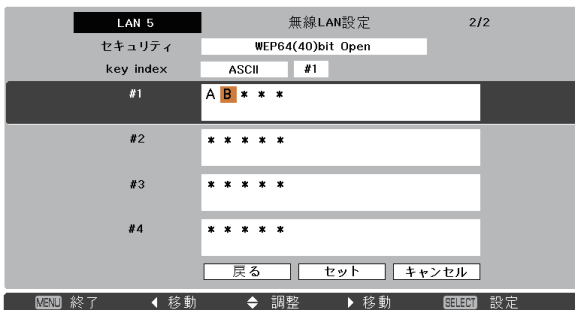 LAN 5 無線LAN設定 2/2
セキュリティ WEP64(40)bit Open
key index ASCII #1
#1 A B * * *
#2 * * * * *
#3 * * * * *
#4 * * * * *
戻る セット キャンセル
MENU 終了 ◀ 移動 ◆ 調整 ▶ 移動 SELECT 設定